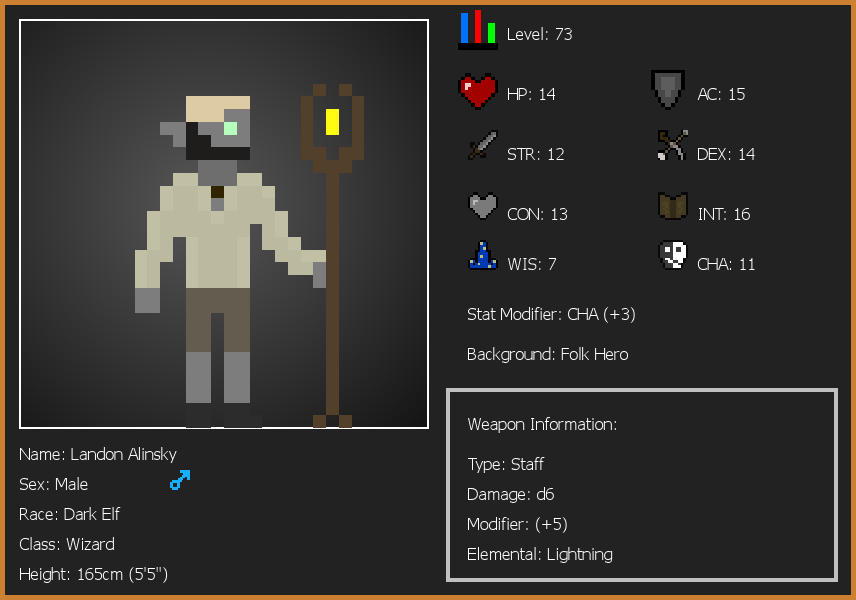 Level: 73
HP: 14
AC: 15
STR: 12
DEX: 14
CON: 13
INT: 16
WIS: 7
CHA: 11
Stat Modifier: CHA (+3)
Background: Folk Hero
Weapon Information:
Type: Staff
Damage: d6
Modifier: (+5)
Elemental: Lightning
Name: Landon Alinsky
Sex: Male
Race: Dark Elf
Class: Wizard
Height: 165cm (5'5")